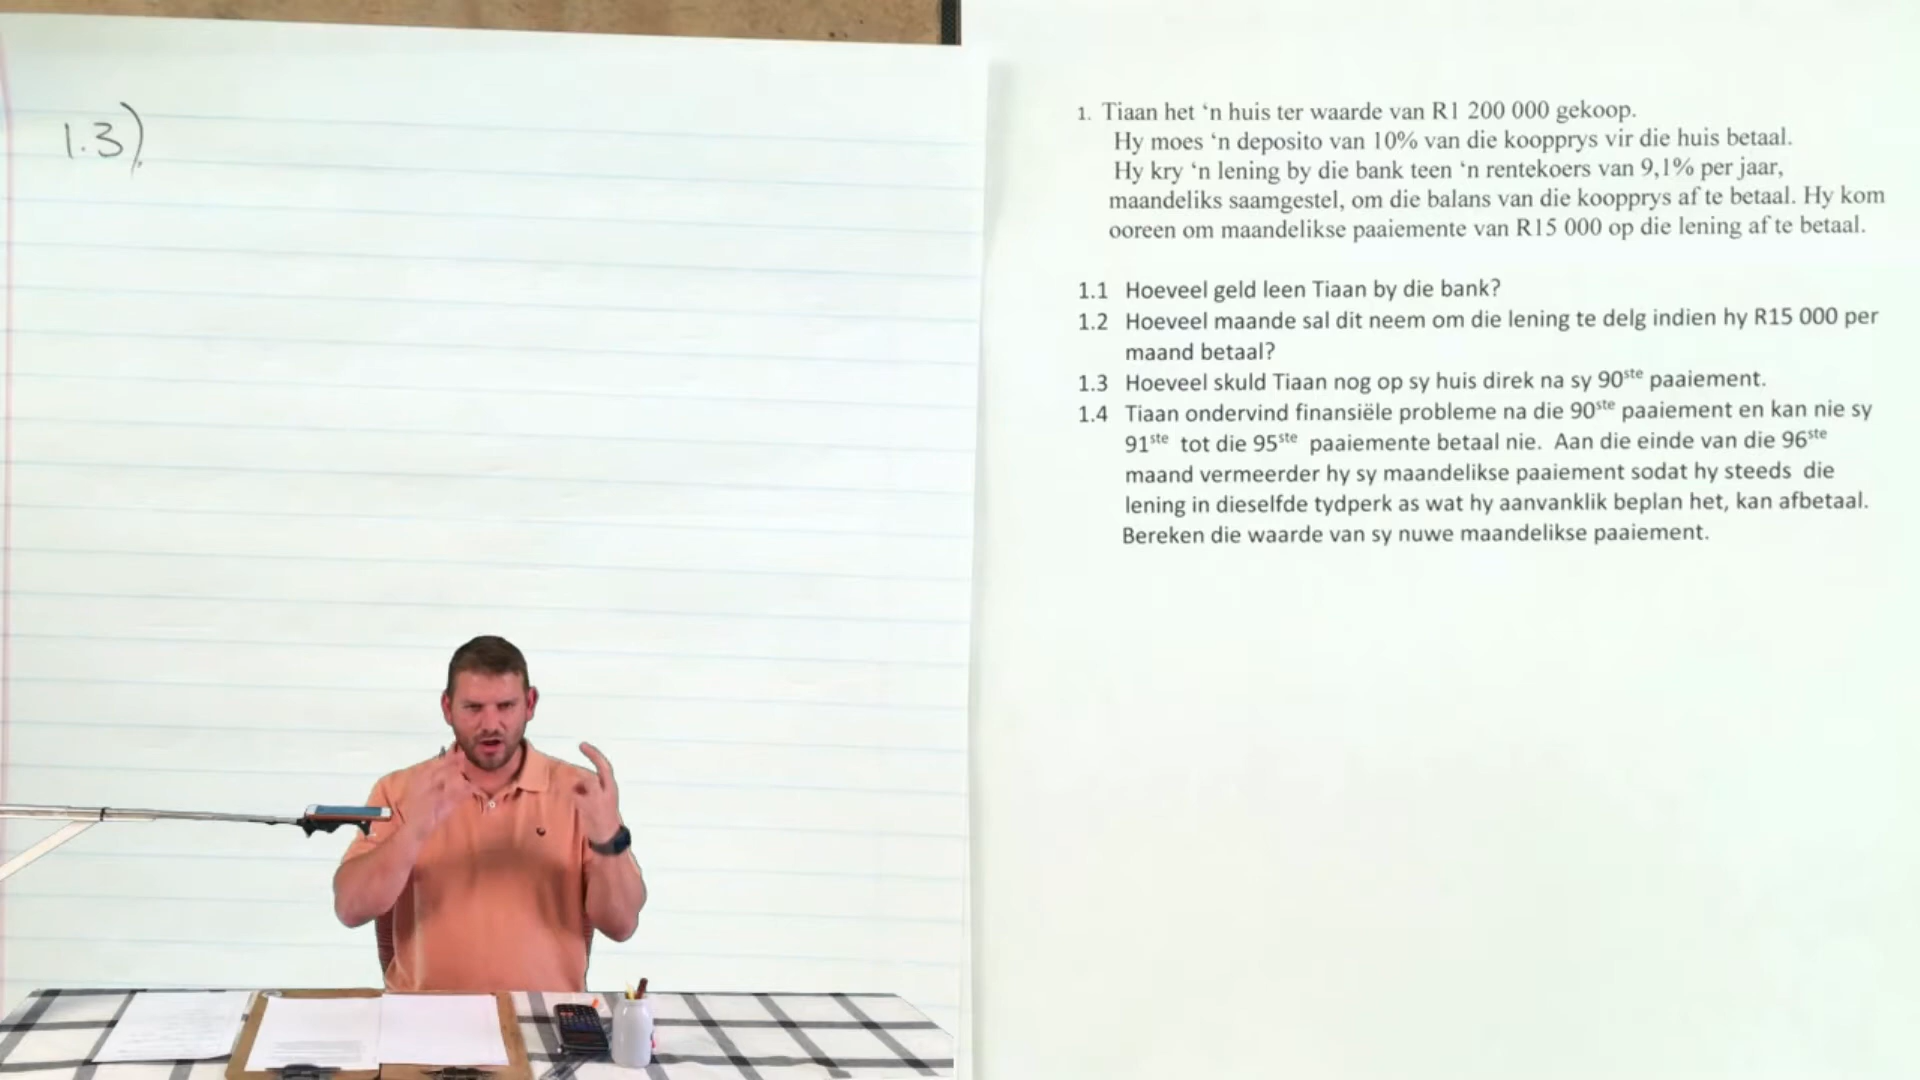 1.3)
1. Tiaan het ‘n huis ter waarde van R1 200 000 gekoop.
Hy moes ‘n deposito van 10% van die koopprys vir die huis betaal.
Hy kry ‘n lening by die bank teen ‘n rentekoers van 9,1% per jaar,
maandeliks saamgestel, om die balans van die koopprys af te betaal. Hy kom
ooreen om maandelikse paaiemente van R15 000 op die lening af te betaal.
1.1 Hoeveel geld leen Tiaan by die bank?
1.2 Hoeveel maande sal dit neem om die lening te delg indien hy R15 000 per
maand betaal?
1.3 Hoeveel skuld Tiaan nog op sy huis direk na sy 90ste paaiement.
1.4 Tiaan ondervind finansiële probleme na die 90ste paaiement en kan nie sy
91ste tot die 95ste paaiemente betaal nie. Aan die einde van die 96ste
maand vermeerder hy sy maandelikse paaiement sodat hy steeds die
lening in dieselfde tydperk as wat hy aanvanklik beplan het, kan afbetaal.
Bereken die waarde van sy nuwe maandelikse paaiement.